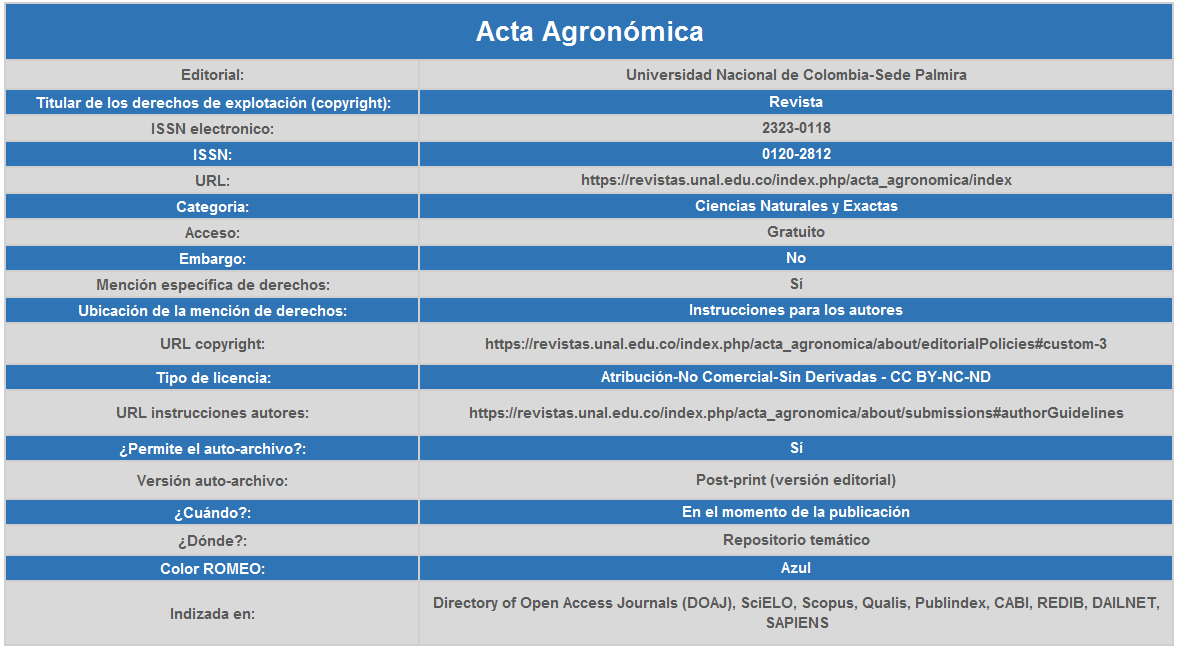 Acta Agronómica
Editorial: Universidad Nacional de Colombia-Sede Palmira
Titular de los derechos de explotación (copyright): Revista
ISSN electronico: 2323-0118
ISSN: 0120-2812
URL: https://revistas.unal.edu.co/index.php/acta_agronomica/index
Categoria: Ciencias Naturales y Exactas
Acceso: Gratuito
Embargo: No
Mención específica de derechos: Sí
Ubicación de la mención de derechos: Instrucciones para los autores
URL copyright: https://revistas.unal.edu.co/index.php/acta_agronomica/about/editorialPolicies#custom-3
Tipo de licencia: Atribución-No Comercial-Sin Derivadas - CC BY-NC-ND
URL instrucciones autores: https://revistas.unal.edu.co/index.php/acta_agronomica/about/submissions#authorGuidelines
¿Permite el auto-archivo?: Sí
Versión auto-archivo: Post-print (versión editorial)
¿Cuándo?: En el momento de la publicación
¿Dónde?: Repositorio temático
Color ROMEO: Azul
Indizada en: Directory of Open Access Journals (DOAJ), SciELO, Scopus, Qualis, Publindex, CABI, REDIB, DAILNET,
SAPIENS